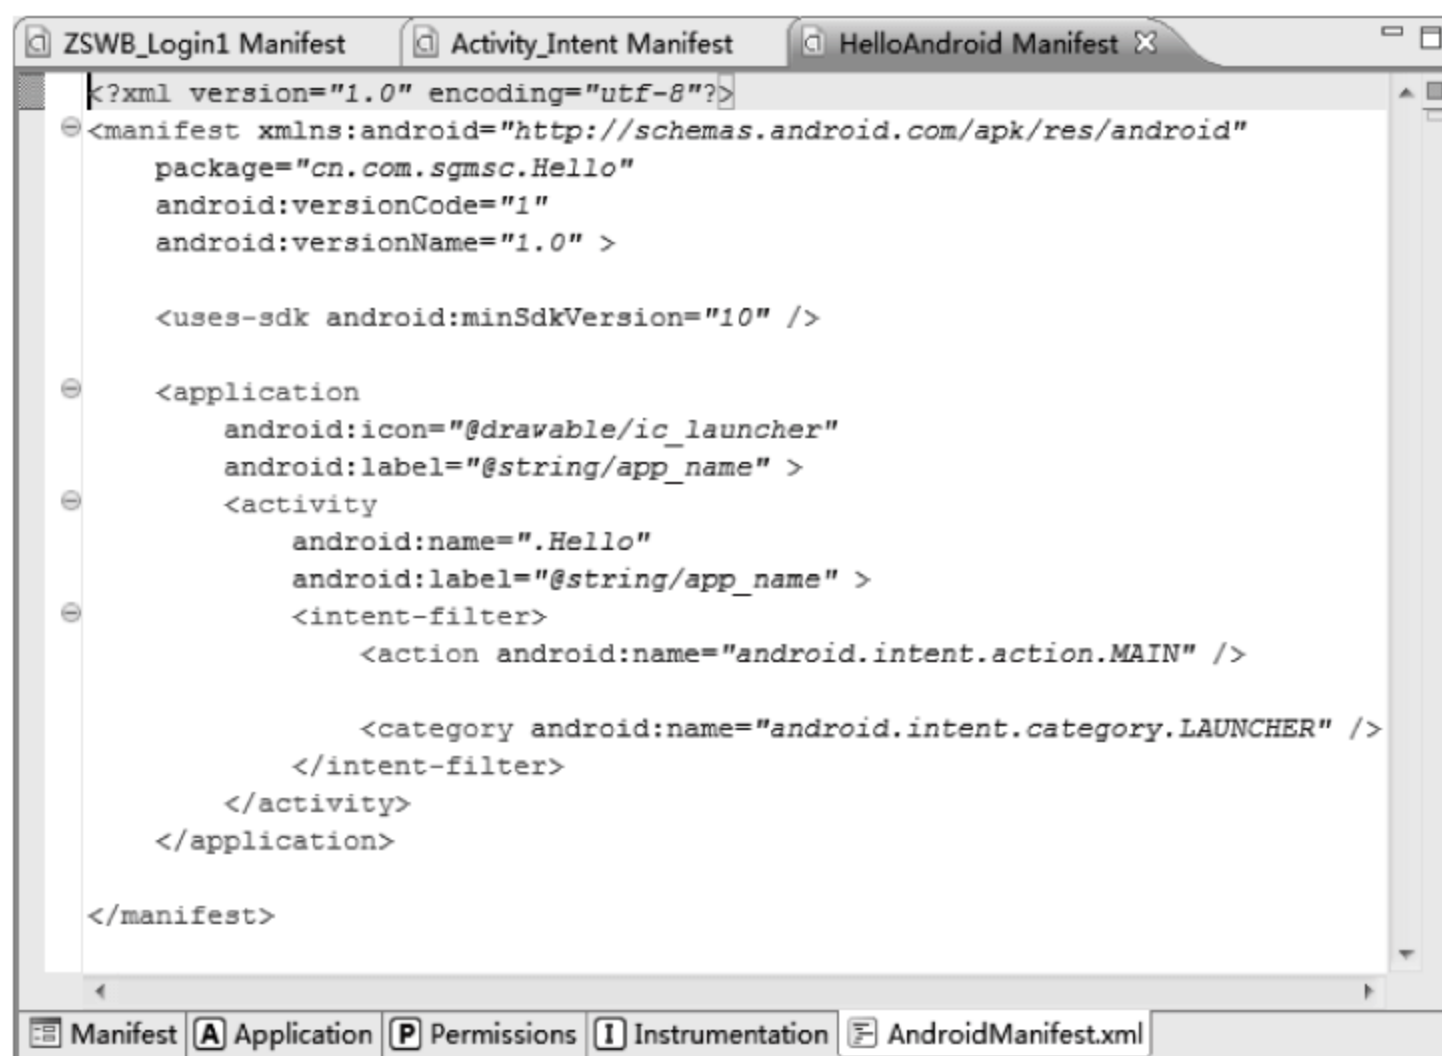 ZSWB_Login1 Manifest Activity_Intent Manifest HelloAndroid Manifest
<?xml version="1.0" encoding="utf-8"?>
<manifest xmlns:android="http://schemas.android.com/apk/res/android"
    package="cn.com.sgmsc.Hello"
    android:versionCode="1"
    android:versionName="1.0" >
    <uses-sdk android:minSdkVersion="10" />
    <application
        android:icon="@drawable/ic_launcher"
        android:label="@string/app_name" >
        <activity
            android:name=".Hello"
            android:label="@string/app_name" >
            <intent-filter>
                <action android:name="android.intent.action.MAIN" />
                <category android:name="android.intent.category.LAUNCHER" />
            </intent-filter>
        </activity>
    </application>
</manifest>
Manifest A Application P Permissions I Instrumentation AndroidManifest.xml